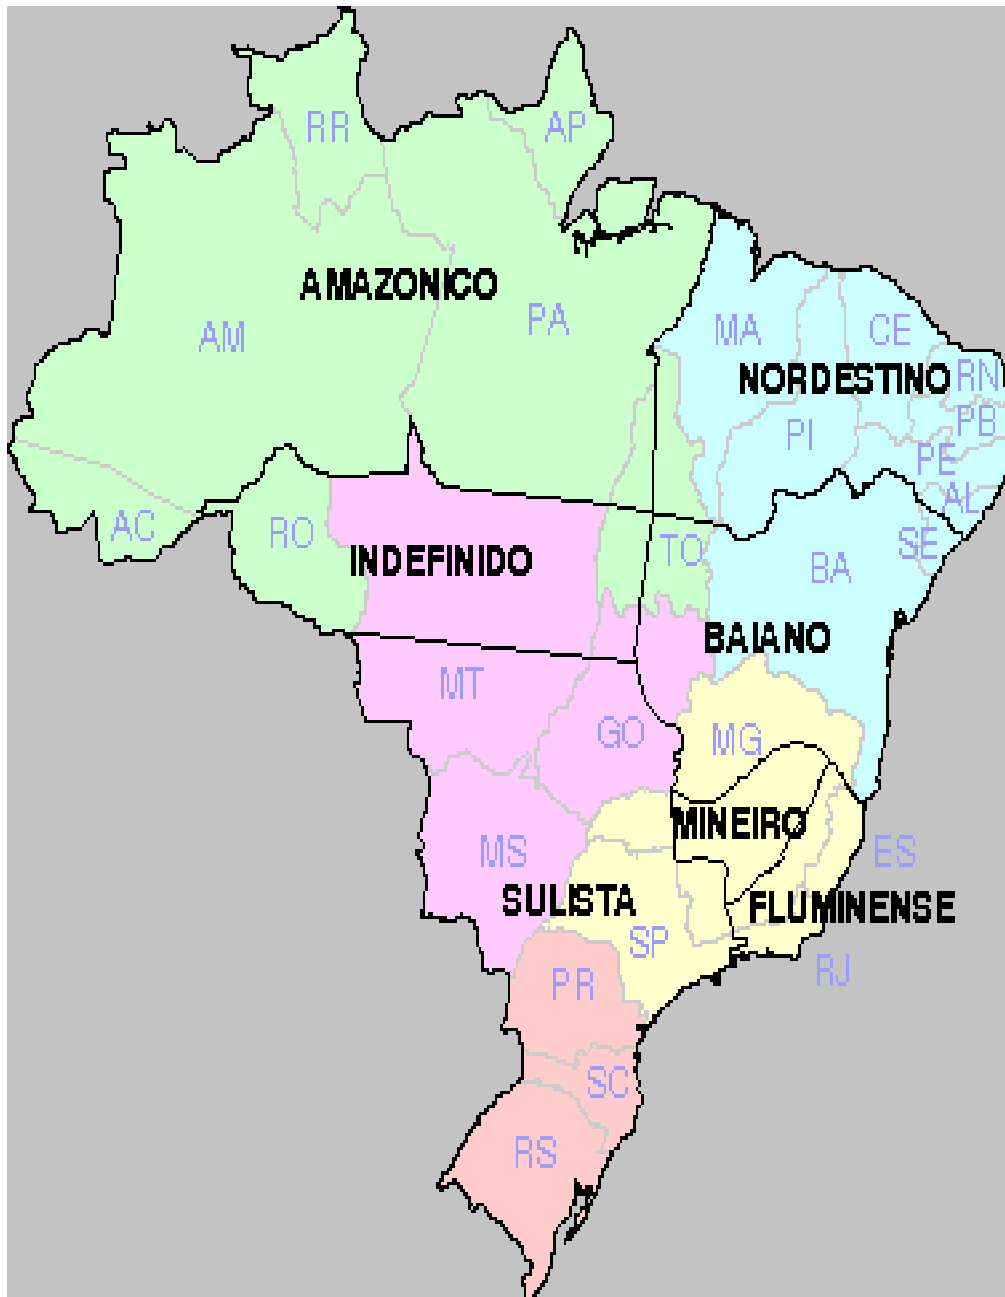 RR
AP
AMAZONICO
AM
PA
MA
CE
NORDESTINO
RN
PI
PB
PE
AL
AC
RO
INDEFINIDO
TO
SE
BA
BAIANO
MT
GO
MG
MINEIRO
MS
ES
SULISTA
FLUMINENSE
SP
RJ
PR
SC
RS